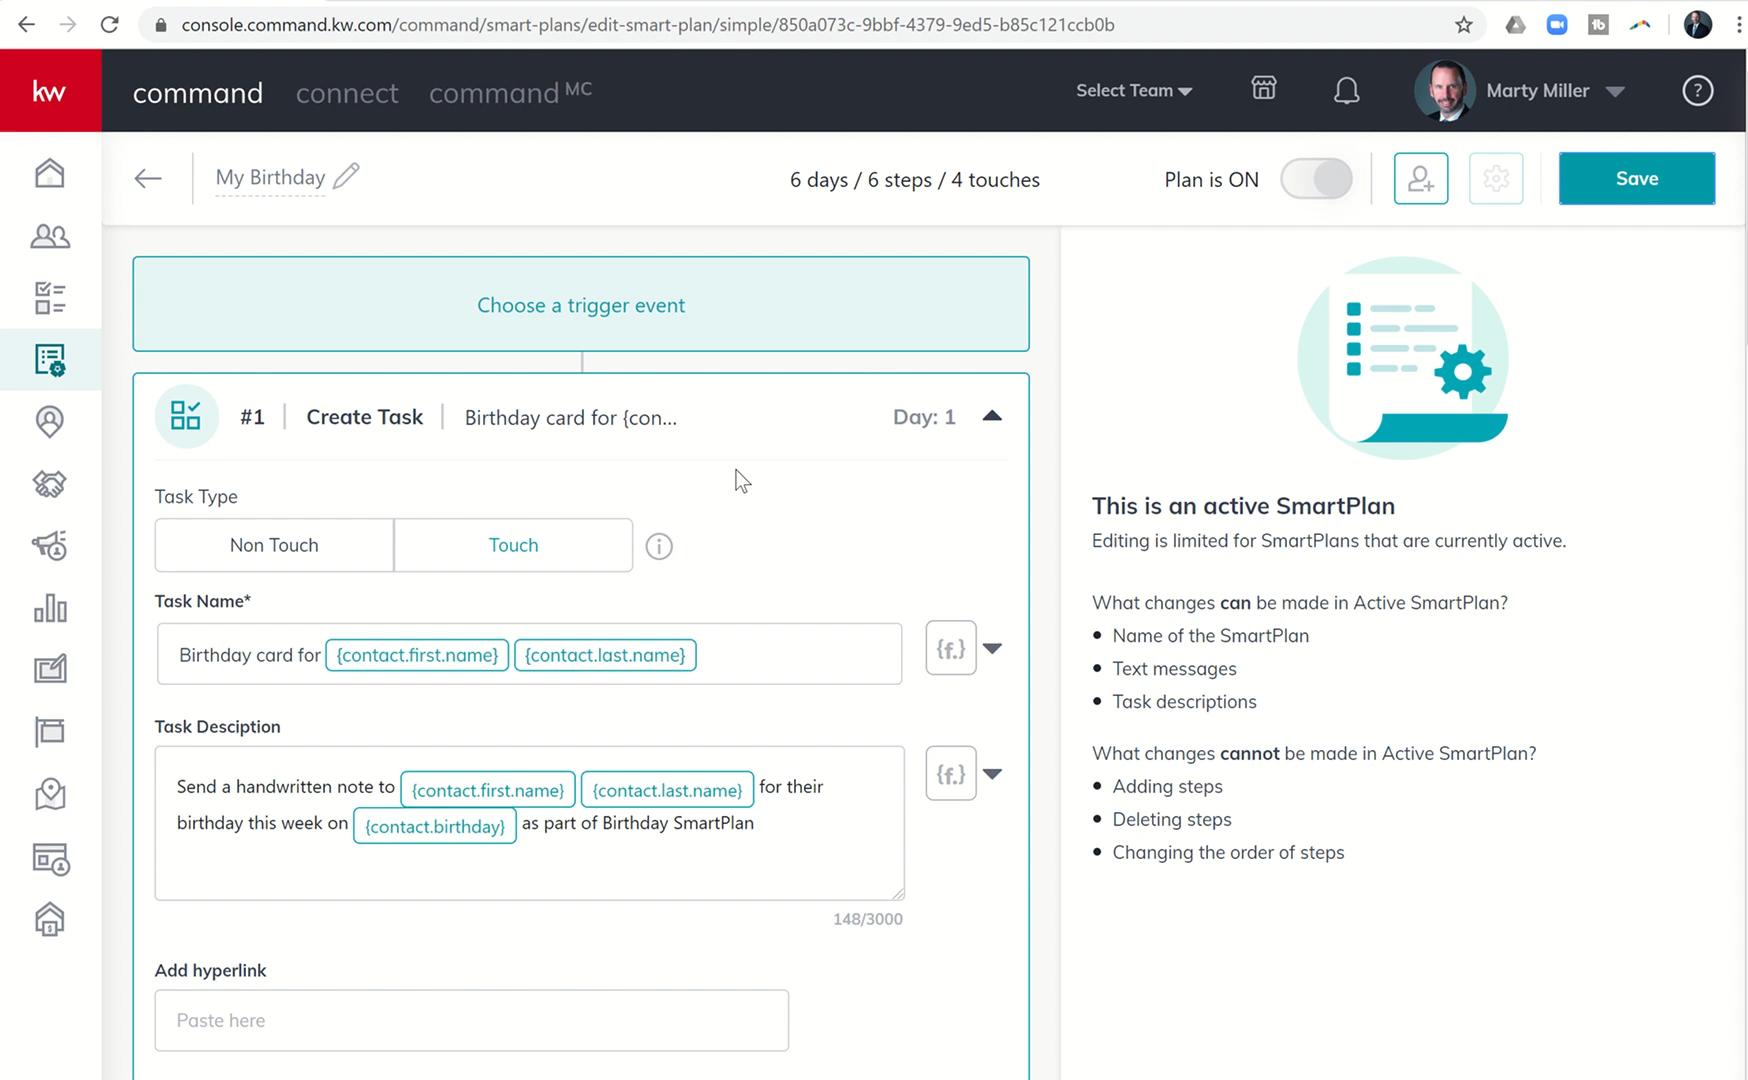 console.command.kw.com/command/smart-plans/edit-smart-plan/simple/850a073c-9bbf-4379-9ed5-b85c121ccb0b
tb
kw
command
connect
command MC
Select Team
Marty Miller
?
My Birthday
6 days / 6 steps / 4 touches
Plan is ON
Save
Choose a trigger event
#1
Create Task
Birthday card for {con...
Day: 1
Task Type
Non Touch
Touch
i
Task Name*
Birthday card for {contact.first.name} {contact.last.name}
{f.}
Task Desciption
Send a handwritten note to {contact.first.name} {contact.last.name} for their
birthday this week on {contact.birthday} as part of Birthday SmartPlan
{f.}
148/3000
Add hyperlink
Paste here
This is an active SmartPlan
Editing is limited for SmartPlans that are currently active.
What changes can be made in Active SmartPlan?
Name of the SmartPlan
Text messages
Task descriptions
What changes cannot be made in Active SmartPlan?
Adding steps
Deleting steps
Changing the order of steps